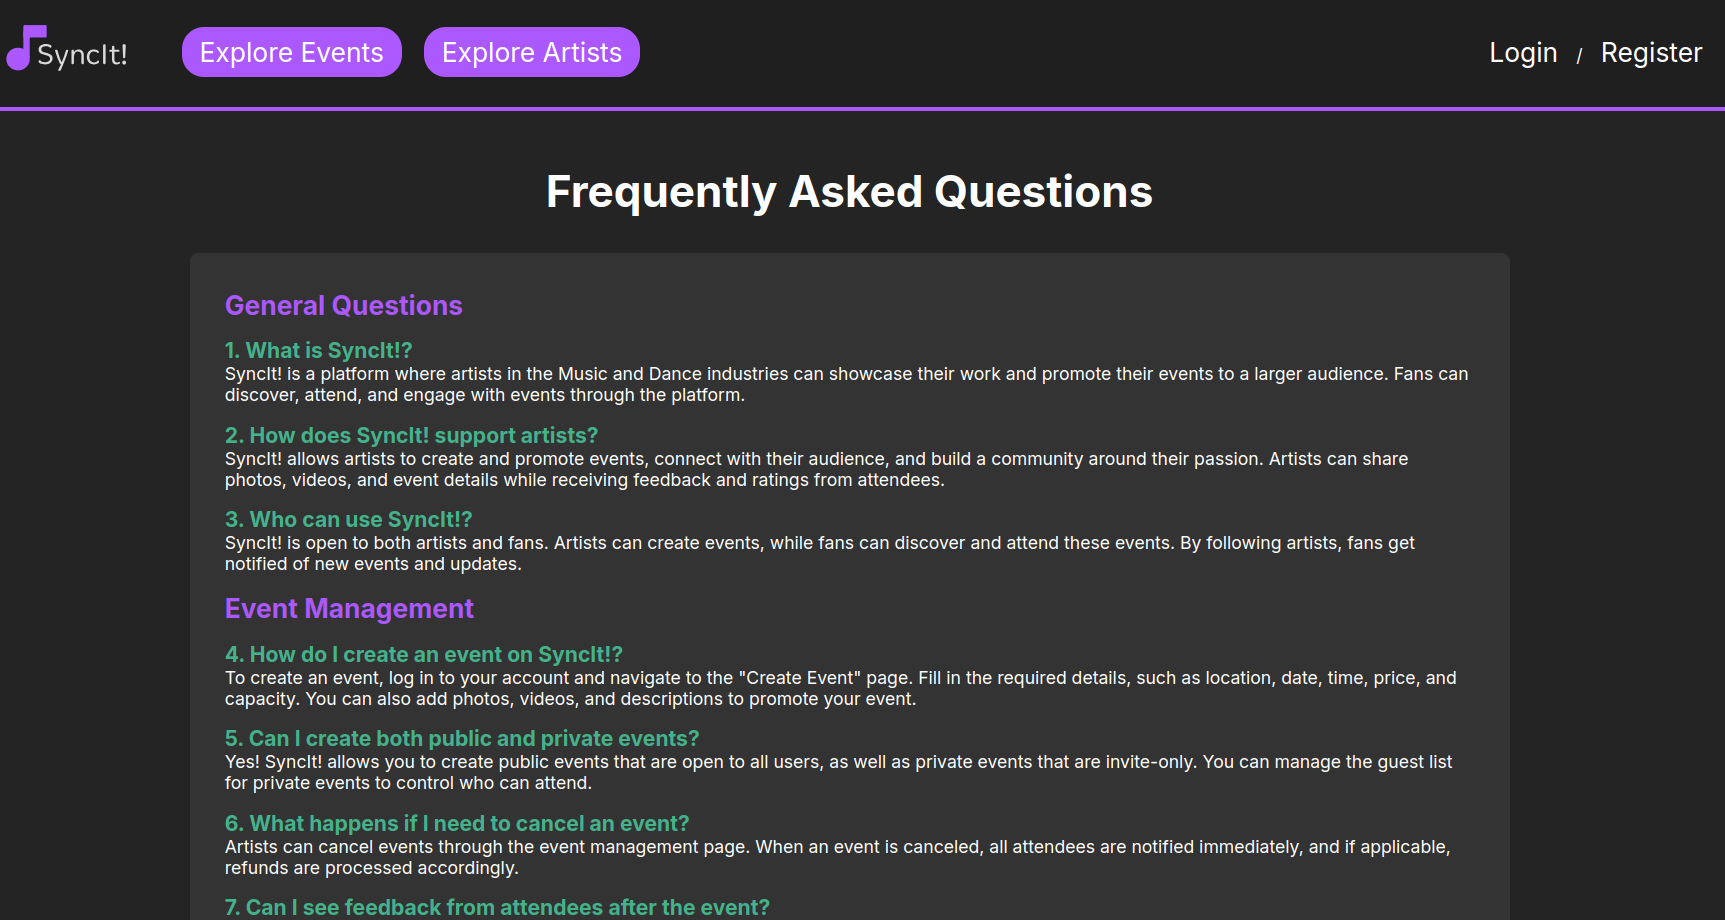 SyncIt!
Explore Events
Explore Artists
Login / Register
Frequently Asked Questions
General Questions
1. What is SyncIt!?
SyncIt! is a platform where artists in the Music and Dance industries can showcase their work and promote their events to a larger audience. Fans can
discover, attend, and engage with events through the platform.
2. How does SyncIt! support artists?
SyncIt! allows artists to create and promote events, connect with their audience, and build a community around their passion. Artists can share
photos, videos, and event details while receiving feedback and ratings from attendees.
3. Who can use SyncIt!?
SyncIt! is open to both artists and fans. Artists can create events, while fans can discover and attend these events. By following artists, fans get
notified of new events and updates.
Event Management
4. How do I create an event on SyncIt!?
To create an event, log in to your account and navigate to the "Create Event" page. Fill in the required details, such as location, date, time, price, and
capacity. You can also add photos, videos, and descriptions to promote your event.
5. Can I create both public and private events?
Yes! SyncIt! allows you to create public events that are open to all users, as well as private events that are invite-only. You can manage the guest list
for private events to control who can attend.
6. What happens if I need to cancel an event?
Artists can cancel events through the event management page. When an event is canceled, all attendees are notified immediately, and if applicable,
refunds are processed accordingly.
7. Can I see feedback from attendees after the event?